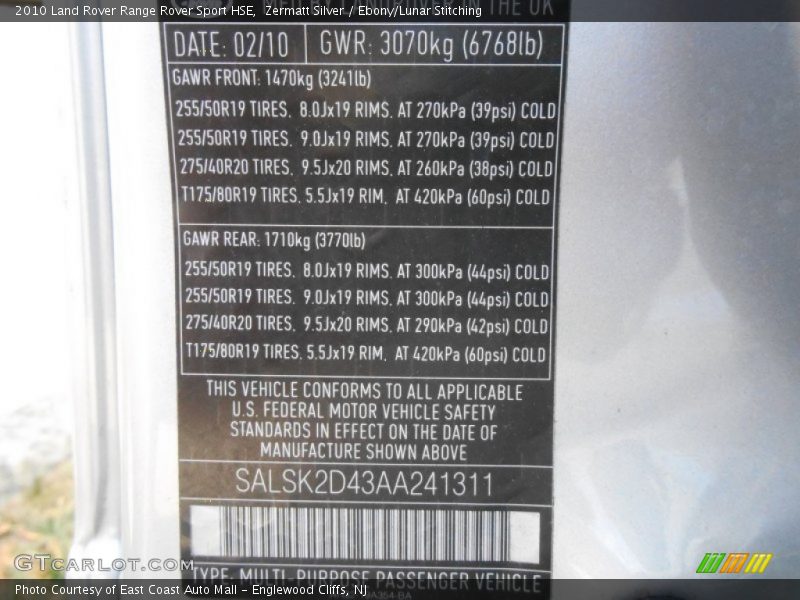 2010 Land Rover Range Rover Sport HSE,  Zermatt Silver / Ebony/Lunar Stitching
IN THE UK
DATE: 02/10 GWR: 3070kg (6768lb)
GAWR FRONT: 1470kg (3241lb)
255/50R19 TIRES. 8.0Jx19 RIMS. AT 270kPa (39psi) COLD
255/50R19 TIRES. 9.0Jx19 RIMS. AT 270kPa (39psi) COLD
275/40R20 TIRES. 9.5Jx20 RIMS. AT 260kPa (38psi) COLD
T175/80R19 TIRES. 5.5Jx19 RIM. AT 420kPa (60psi) COLD
GAWR REAR: 1710kg (3770lb)
255/50R19 TIRES. 8.0Jx19 RIMS. AT 300kPa (44psi) COLD
255/50R19 TIRES. 9.0Jx19 RIMS. AT 300kPa (44psi) COLD
275/40R20 TIRES. 9.5Jx20 RIMS. AT 290kPa (42psi) COLD
T175/80R19 TIRES. 5.5Jx19 RIM. AT 420kPa (60psi) COLD
THIS VEHICLE CONFORMS TO ALL APPLICABLE
U.S. FEDERAL MOTOR VEHICLE SAFETY
STANDARDS IN EFFECT ON THE DATE OF
MANUFACTURE SHOWN ABOVE
SALSK2D43AA241311
TYPE: MULTI-PURPOSE PASSENGER VEHICLE
GTCarLot.com
Photo Courtesy of East Coast Auto Mall - Englewood Cliffs, NJ